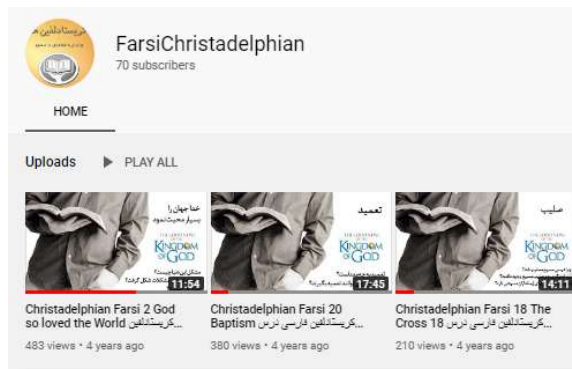 FarsiChristadelphian
70 subscribers
HOME
Uploads
PLAY ALL
خدا جهان را
بسیار محبت نمود
KINGDOM
OF GOD
11:54
تعمید
KINGDOM
OF GOD
17:45
صلیب
KINGDOM
OF GOD
14:11
Christadelphian Farsi 2 God
so loved the World کریستادلفین...
483 views • 4 years ago
Christadelphian Farsi 20
Baptism کریستادلفین فارسی درس...
380 views • 4 years ago
Christadelphian Farsi 18 The
Cross 18 کریستادلفین فارسی درس...
210 views • 4 years ago